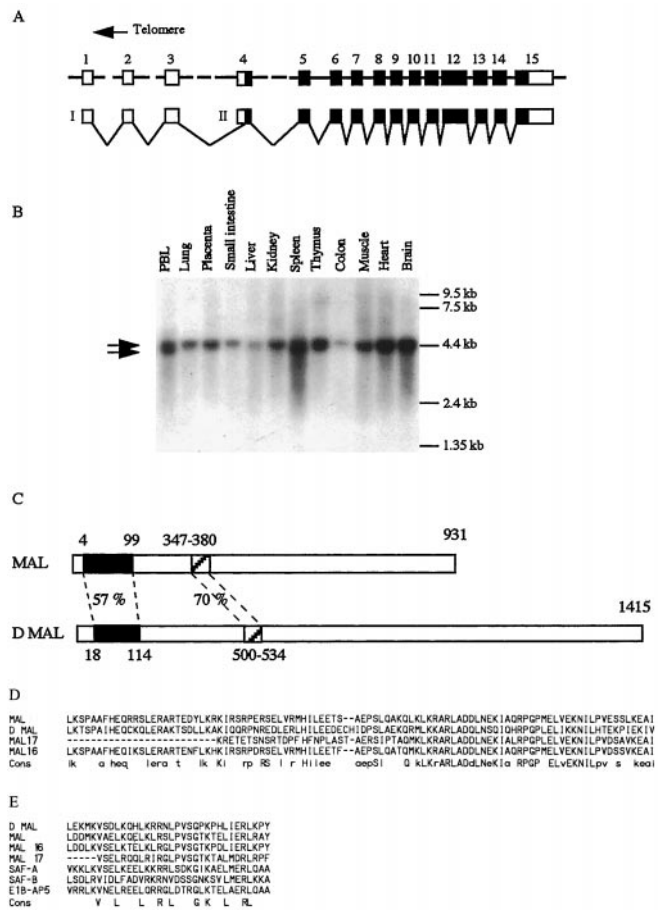 A
Telomere
1 2 3 4 5 6 7 8 9 10 11 12 13 14 15
I II
B
PBL Lung Placenta Small intestine Liver Kidney Spleen Thymus Colon Muscle Heart Brain
9.5 kb
7.5 kb
4.4 kb
2.4 kb
1.35 kb
C
4 99 347-380 931
MAL
57 % 70 %
1415
D MAL
18 114 500-534
D
MAL LKSPAAFHEQRRSLERARTEDYLKRKIRSRPERSELVRMHILEETS--AEPSLQAKQLKLKRARLADDLNEKIAQRPGPMELVEKNILPVESSLKEAI
D MAL LKTSPAIHEQCKQLERAKTSDLLKAKIQQRPNREDLERLHILEEDECHIDPSLAEKQRMLKKARLADQLNSQIQHRPGPLELIKKNILHTEKPIEKIV
MAL17 -----------------------KRETETSNSRTDPFHFNPLAST-AERSIPTAQMKLKRARLADDLNEKIALRPGPLELVEKNILPVDSAVKEAI
MAL16 LKSPAAFHEQIKSLERARTENFLKHKIRSRPDRSELVRMHILEETF--AEPSLQATQMKLKRARLADDLNEKIAQRPGPMELVEKNILPVDSSVKEAI
Cons lk a heq lera t lk Ki rp RS l r Hilee aepSl Q kLKrARLADdLNeKIa RPGP ELvEKNILpv s keai
E
D MAL LEKMKVSDLKQHLKRRNLPVSGPKPHLIERLKPY
MAL LDDMKVAELKQELKLRSLPVSGTKTELIERLRAY
MAL 16 LDDLKVSELKTELKLRGLPVSGTKPDLIERLKPY
MAL 17 -----VSELRQQLRIRGLPVSGTKTALMDRLRPF
SAF-A VKKLKVSELKEELKKRRLSDKGIKAELMERLQAA
SAF-B LSDLRVIDLFADVRKRNVDSSGNKSVLMERLKKA
E1B-AP5 VRRLKVNELREELQRRGLDTRGLKTELAERLQAA
Cons V L L R L G K L RL